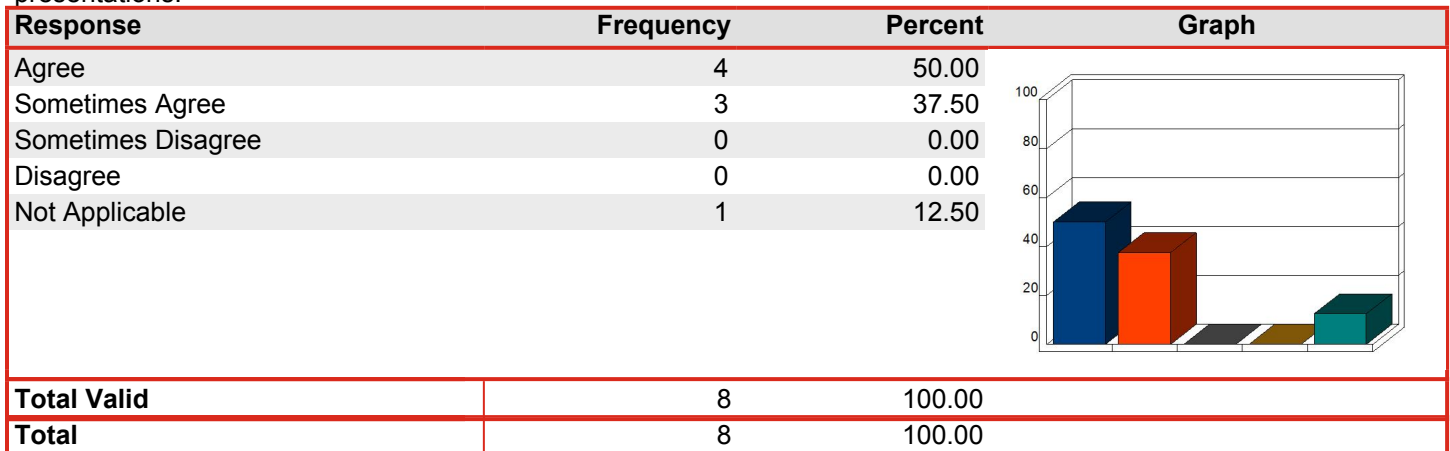 presentations.
Response Frequency Percent Graph
Agree 4 50.00
Sometimes Agree 3 37.50
Sometimes Disagree 0 0.00
Disagree 0 0.00
Not Applicable 1 12.50
100
80
60
40
20
0
Total Valid 8 100.00
Total 8 100.00